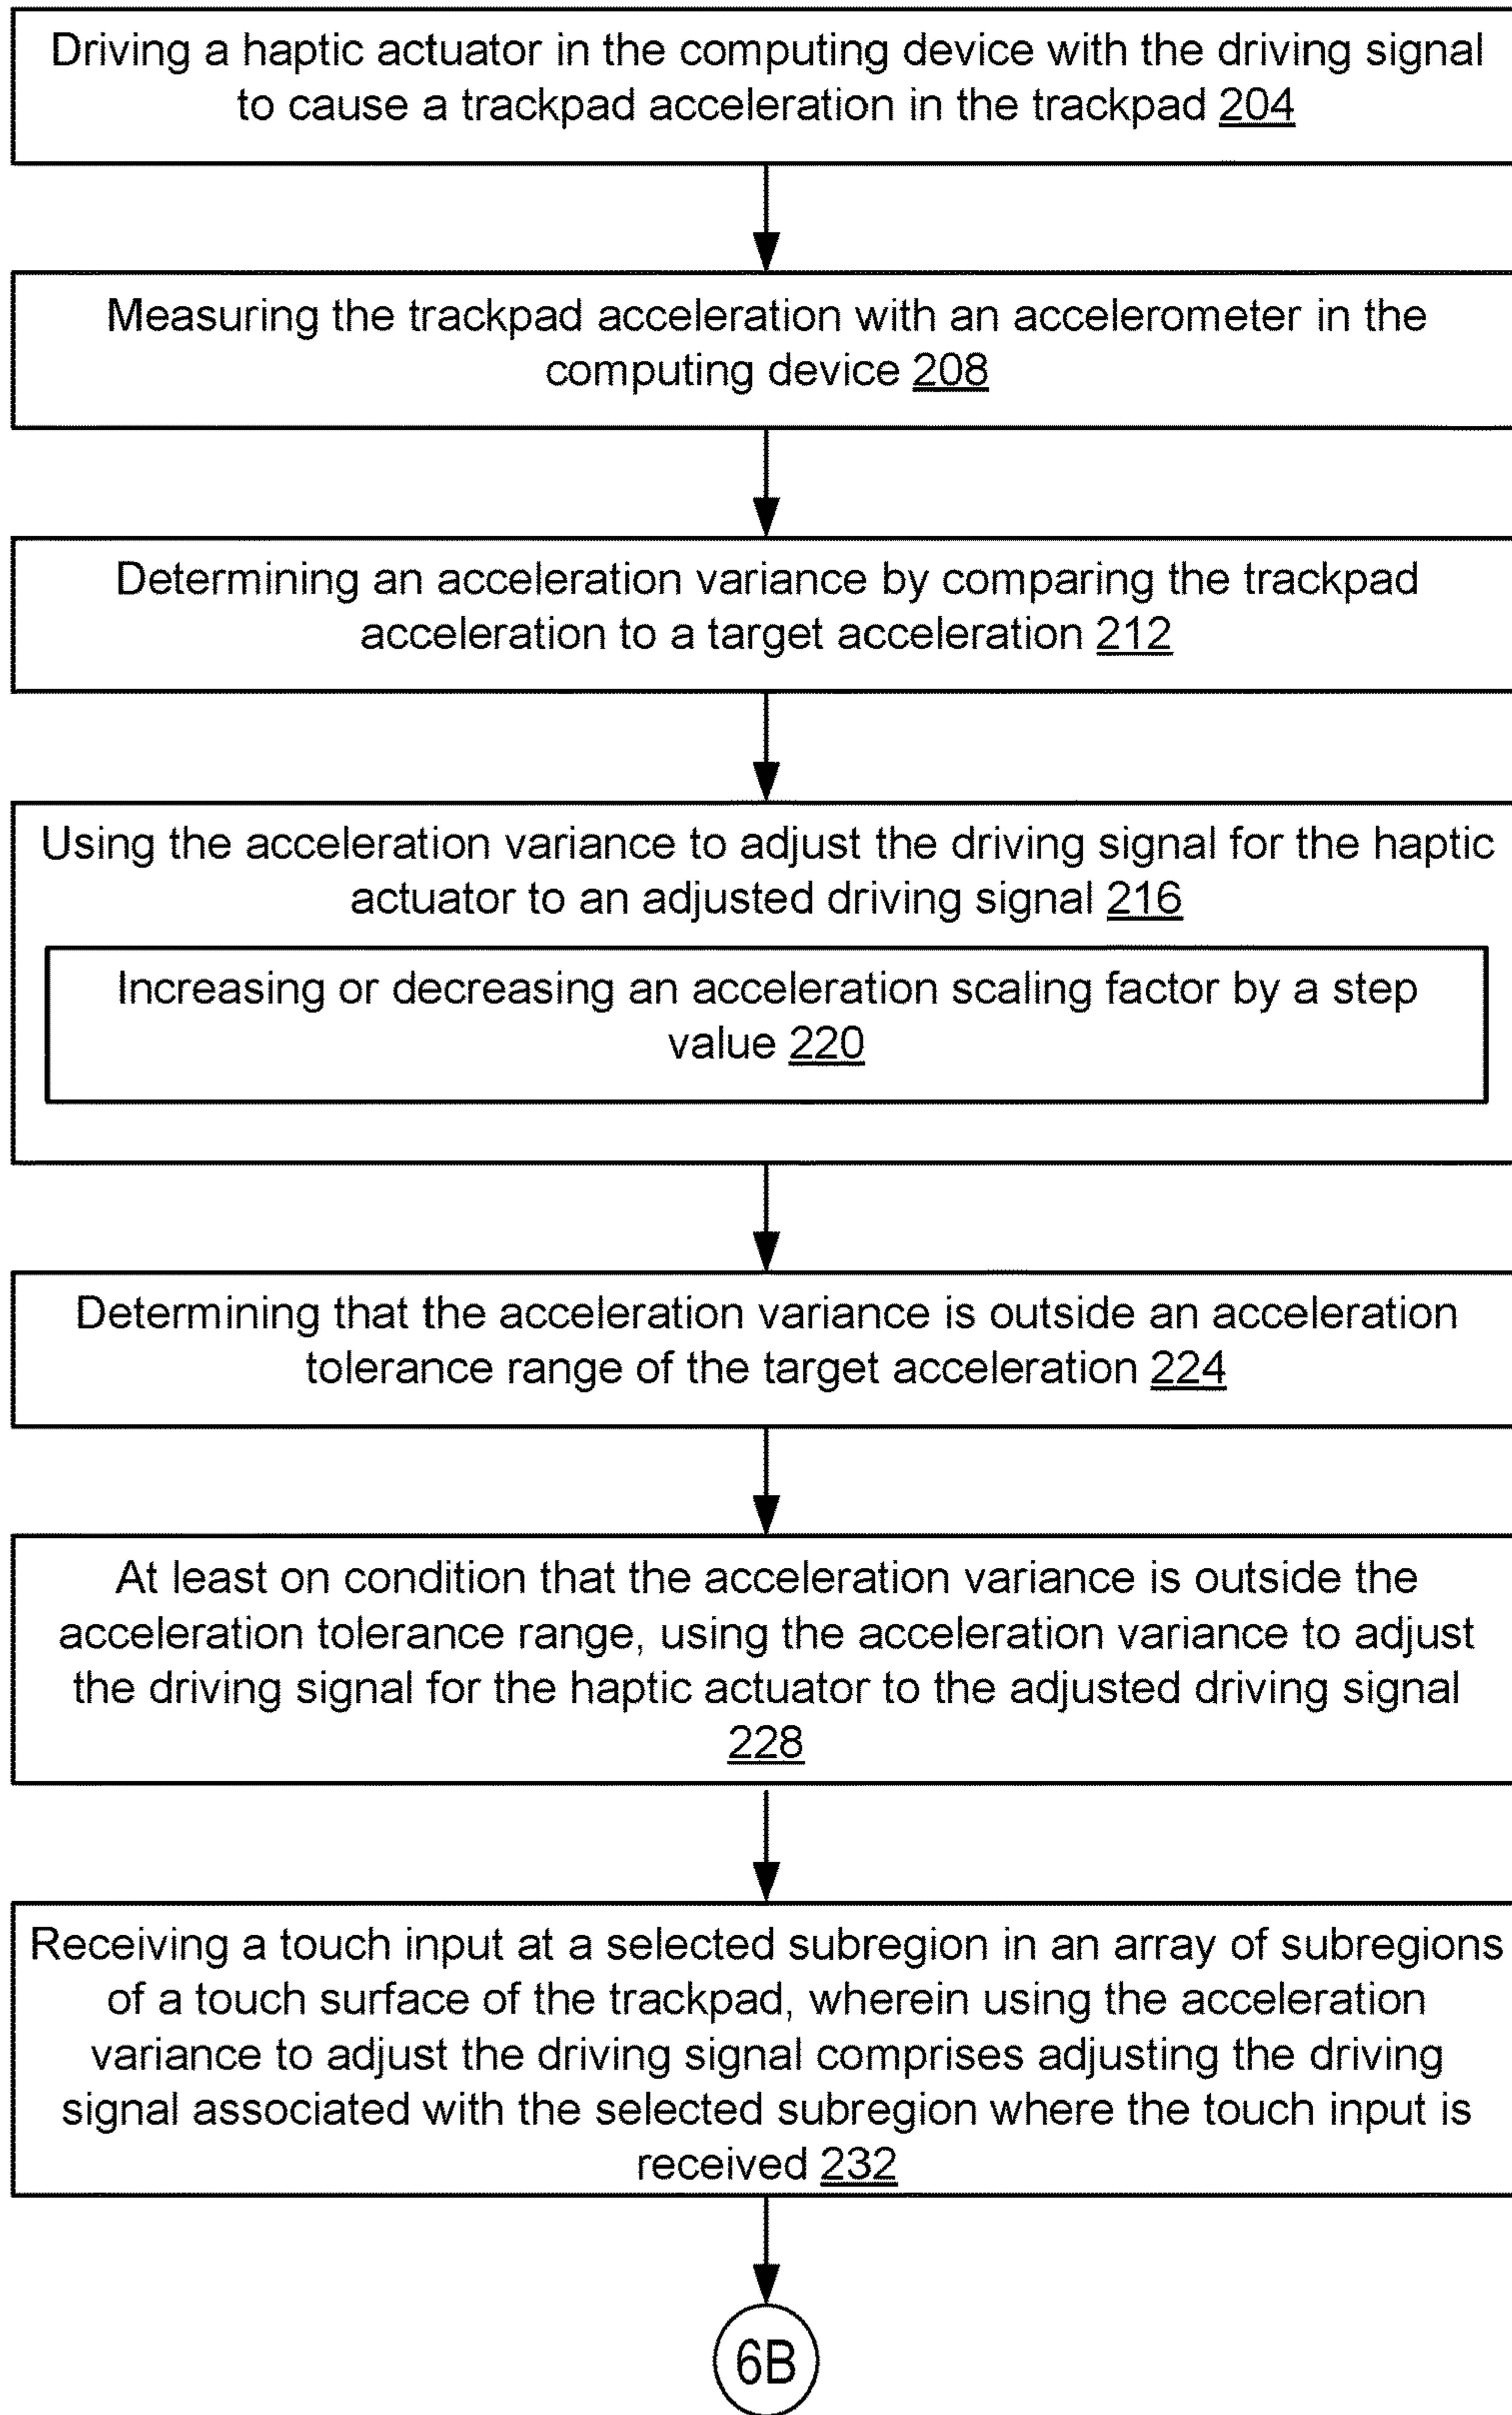 Driving a haptic actuator in the computing device with the driving signal
to cause a trackpad acceleration in the trackpad 204
Measuring the trackpad acceleration with an accelerometer in the
computing device 208
Determining an acceleration variance by comparing the trackpad
acceleration to a target acceleration 212
Using the acceleration variance to adjust the driving signal for the haptic
actuator to an adjusted driving signal 216
Increasing or decreasing an acceleration scaling factor by a step
value 220
Determining that the acceleration variance is outside an acceleration
tolerance range of the target acceleration 224
At least on condition that the acceleration variance is outside the
acceleration tolerance range, using the acceleration variance to adjust
the driving signal for the haptic actuator to the adjusted driving signal
228
Receiving a touch input at a selected subregion in an array of subregions
of a touch surface of the trackpad, wherein using the acceleration
variance to adjust the driving signal comprises adjusting the driving
signal associated with the selected subregion where the touch input is
received 232
6B